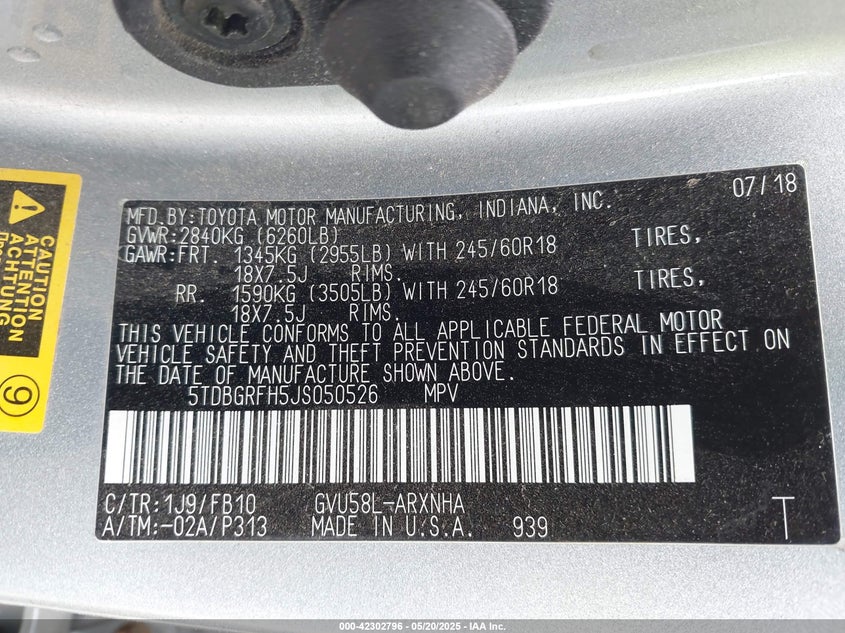 07/18
MFD.BY:TOYOTA MOTOR MANUFACTURING, INDIANA, INC.
GVWR:2840KG (6260LB)
GAWR:FRT. 1345KG (2955LB) WITH 245/60R18 TIRES,
18X7.5J RIMS.
RR. 1590KG (3505LB) WITH 245/60R18 TIRES,
18X7.5J RIMS.
THIS VEHICLE CONFORMS TO ALL APPLICABLE FEDERAL MOTOR
VEHICLE SAFETY AND THEFT PREVENTION STANDARDS IN EFFECT ON
THE DATE OF MANUFACTURE SHOWN ABOVE.
5TDBGRFH5JS050526 MPV
C/TR:1J9/FB10 GVU58L-ARXNHA
A/TM:-02A/P313 MADE IN U.S.A. 939 T
CAUTION
ATTENTION
ACHTUNG
9
000-42302796 - 05/20/2025 - IAA Inc.